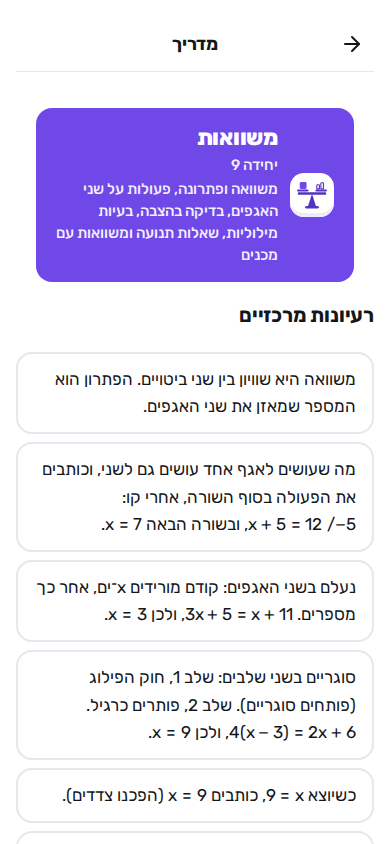 מדריך
משוואות
יחידה 9
משוואה ופתרונה, פעולות על שני
האגפים, בדיקה בהצבה, בעיות
מילוליות, שאלות תנועה ומשוואות עם
מכנים
רעיונות מרכזיים
משוואה היא שוויון בין שני ביטויים. הפתרון הוא
המספר שמאזן את שני האגפים.
מה שעושים לאגף אחד עושים גם לשני, וכותבים
את הפעולה בסוף השורה, אחרי קו:
x + 5 = 12 /−5, ובשורה הבאה x = 7.
נעלם בשני האגפים: קודם מורידים x־ים, אחר כך
מספרים. 3x + 5 = x + 11, ולכן x = 3.
סוגריים בשני שלבים: שלב 1, חוק הפילוג
(פותחים סוגריים). שלב 2, פותרים כרגיל.
4(x − 3) = 2x + 6, ולכן x = 9.
כשיוצא 9 = x, כותבים x = 9 (הפכנו צדדים).